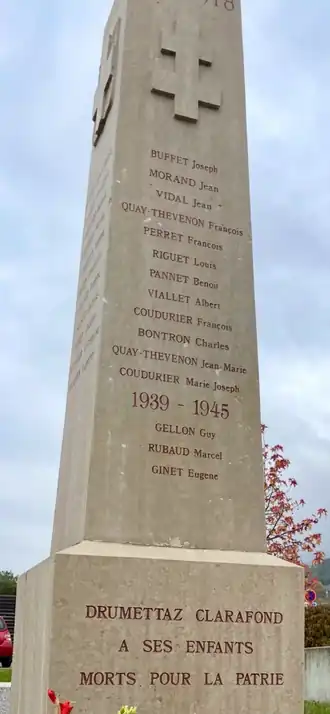 18
BUFFET Joseph
MORAND Jean
VIDAL Jean
QUAY-THEVENON François
PERRET François
RIGUET Louis
PANNET Benoit
VIALLET Albert
COUDURIER François
BONTRON Charles
QUAY-THEVENON Jean-Marie
COUDURIER Marie Joseph
1939 - 1945
GELLON Guy
RUBAUD Marcel
GINET Eugene
DRUMETTAZ CLARAFOND
A SES ENFANTS
MORTS POUR LA PATRIE